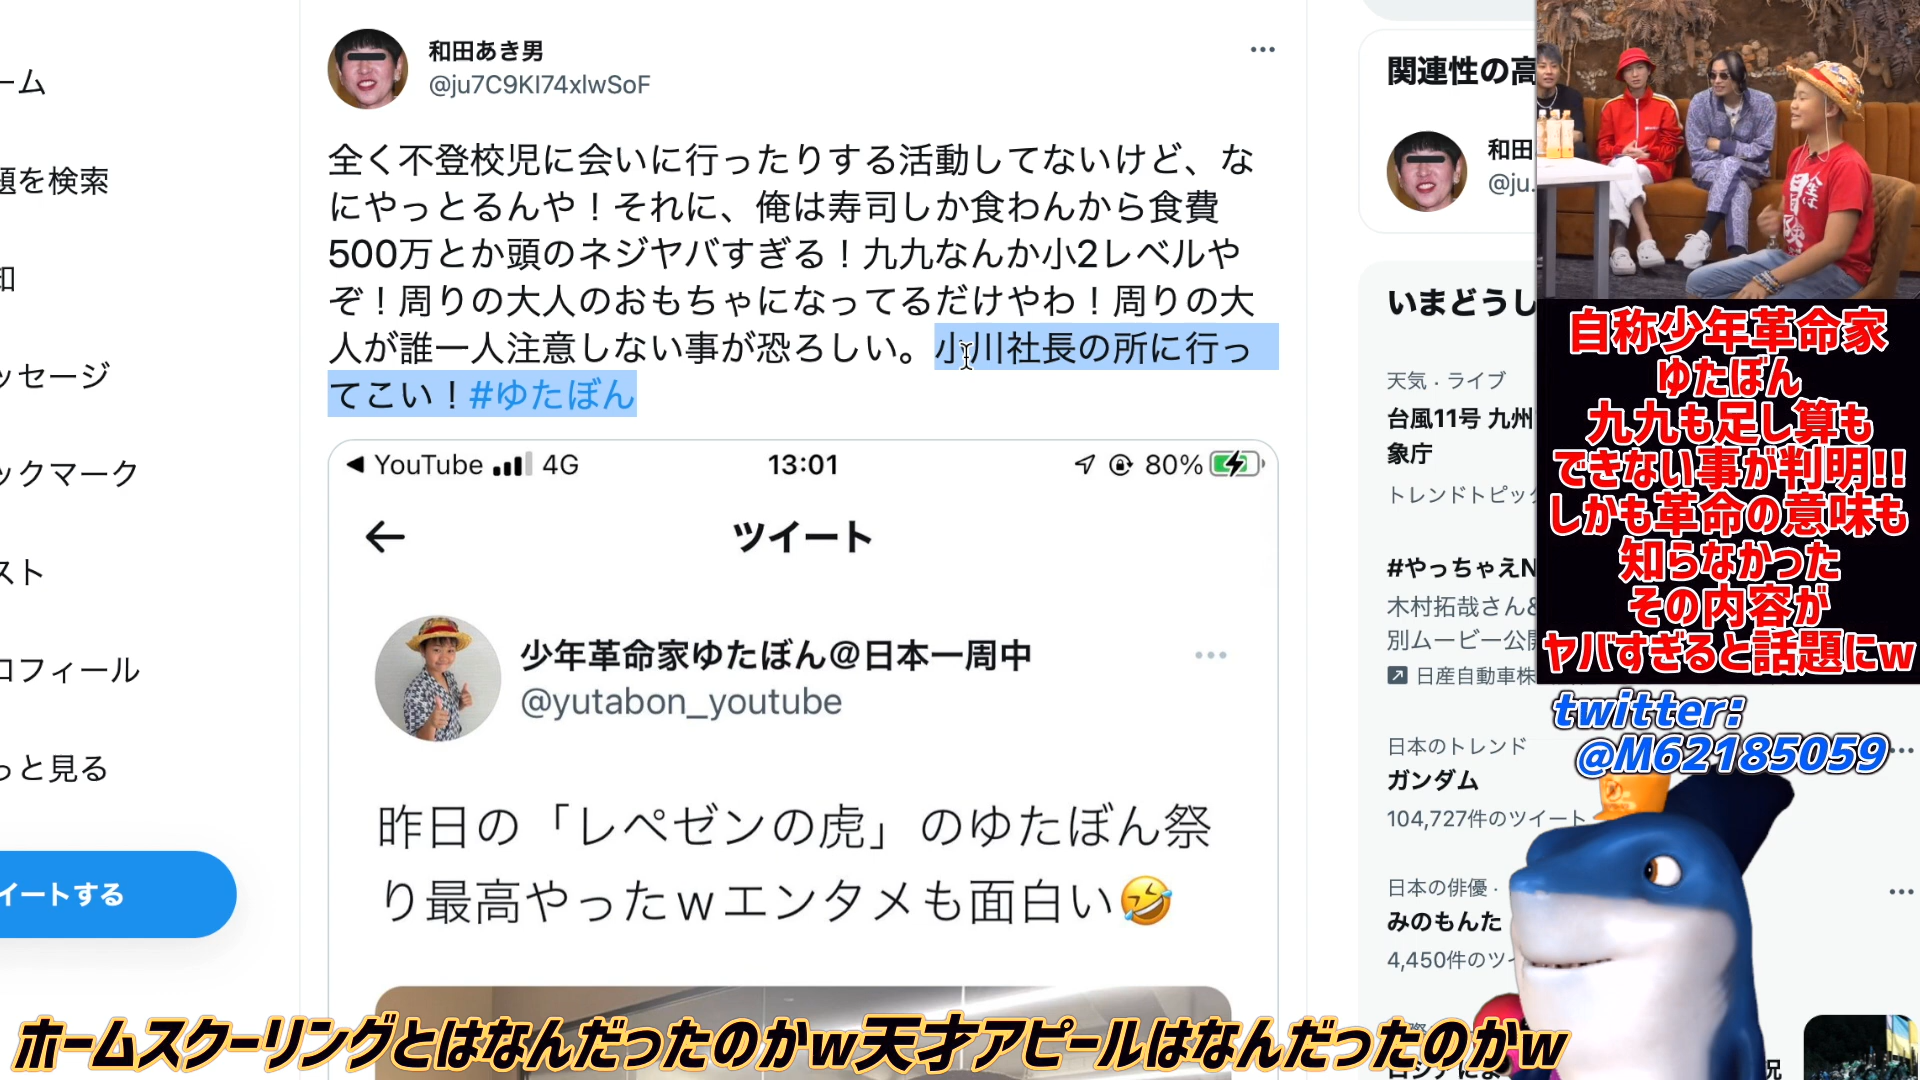 ーム
題を検索
知
ッセージ
ックマーク
スト
ロフィール
っと見る
イートする
和田あき男
@ju7C9Kl74xlwSoF
全く不登校児に会いに行ったりする活動してないけど、な
にやっとるんや！それに、俺は寿司しか食わんから食費
500万とか頭のネジヤバすぎる！九九なんか小2レベルや
ぞ！周りの大人のおもちゃになってるだけやわ！周りの大
人が誰一人注意しない事が恐ろしい。小川社長の所に行っ
てこい！#ゆたぼん
YouTube 4G 13:01 80%
ツイート
少年革命家ゆたぼん@日本一周中
@yutabon_youtube
昨日の「レペゼンの虎」のゆたぼん祭
り最高やったｗエンタメも面白い🤣
関連性の高
和田
@ju.
いまどうし
天気 · ライブ
台風11号 九州
象庁
トレンドトピック
#やっちゃえN
木村拓哉さん&
別ムービー公開
日産自動車株
日本のトレンド
ガンダム
104,727件のツイート
日本の俳優 ·
みのもんた
4,450件のツイ
自称少年革命家
ゆたぼん
九九も足し算も
できない事が判明!!
しかも革命の意味も
知らなかった
その内容が
ヤバすぎると話題にw
twitter:
@M62185059
ホームスクーリングとはなんだったのかw天才アピールはなんだったのかw